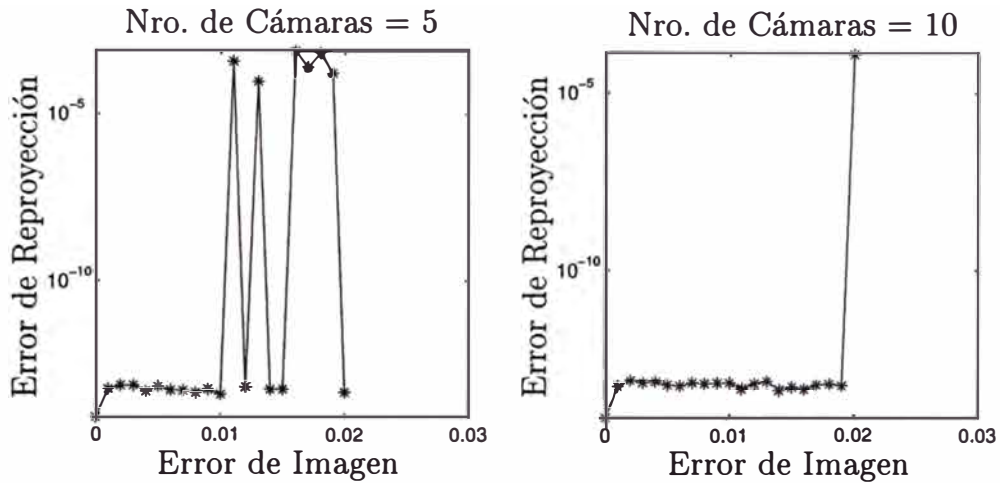 Nro. de Cámaras = 5
Error de Reproyección
10⁻⁵
10⁻¹⁰
0 0.01 0.02 0.03
Error de Imagen
Nro. de Cámaras = 10
Error de Reproyección
10⁻⁵
10⁻¹⁰
0 0.01 0.02 0.03
Error de Imagen